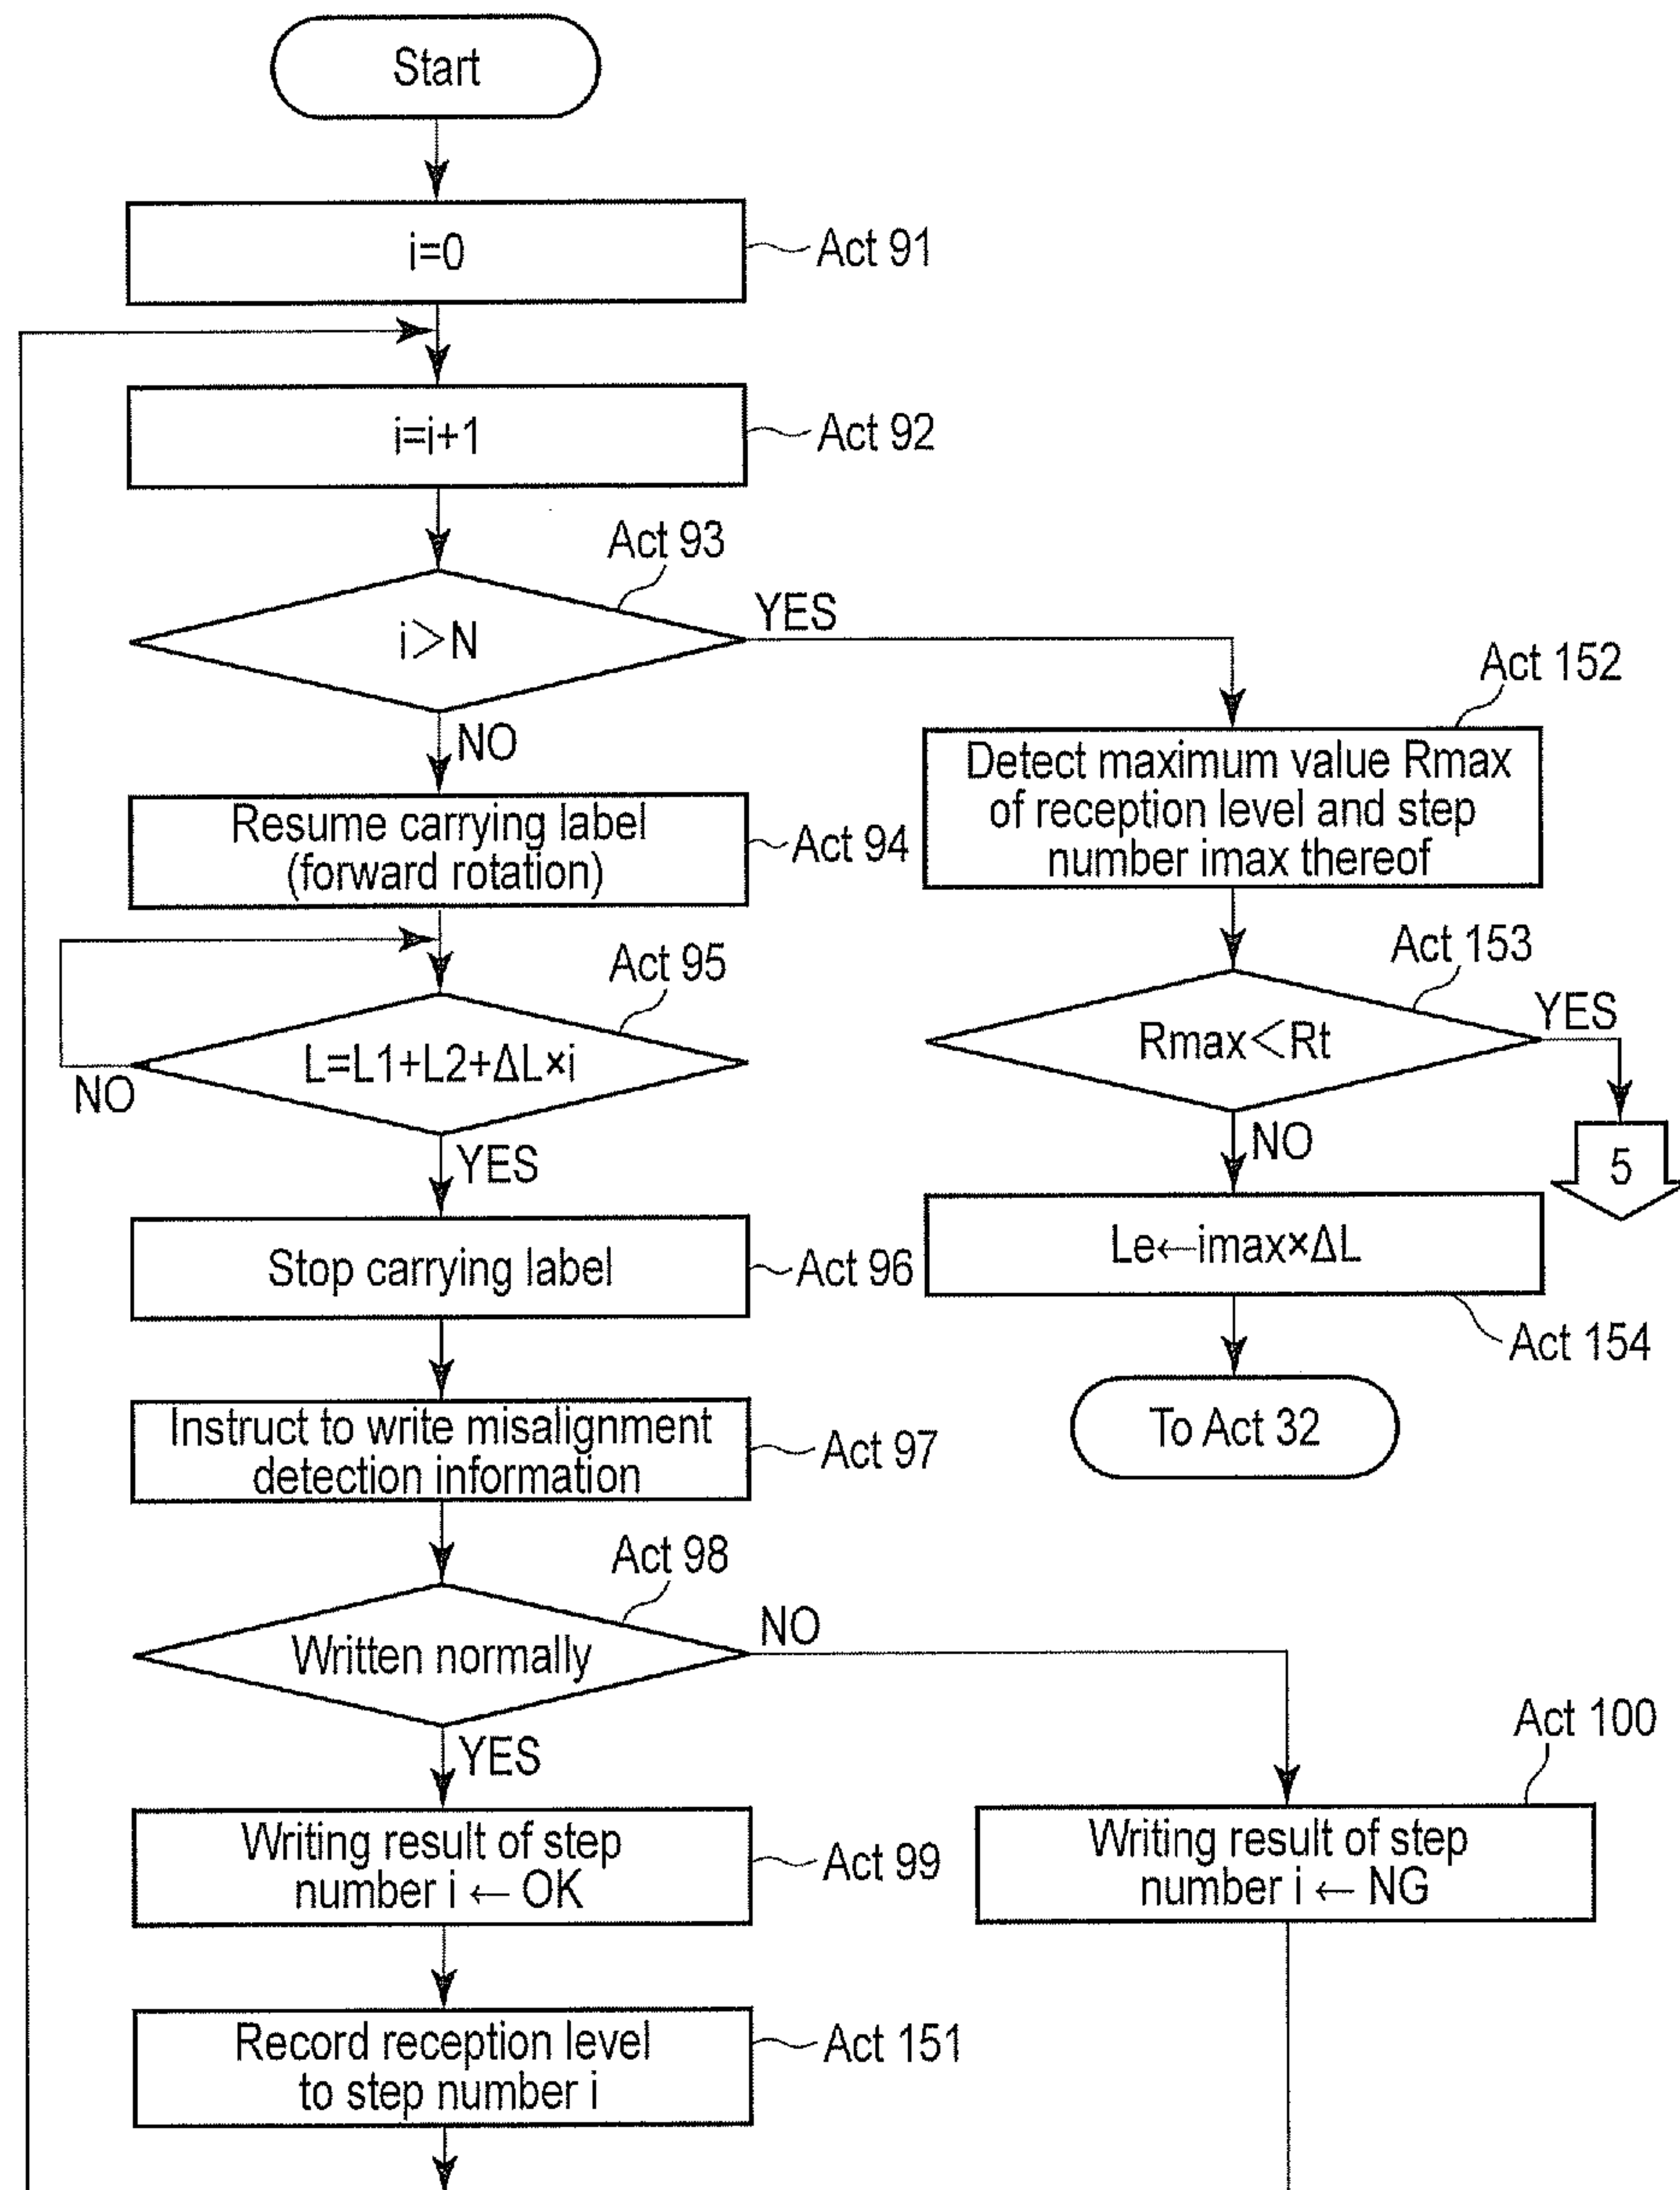 Start
i=0
Act 91
i=i+1
Act 92
Act 93
i>N
YES
NO
Act 152
Detect maximum value Rmax
of reception level and step
number imax thereof
Resume carrying label
(forward rotation)
Act 94
Act 153
Rmax<Rt
YES
NO
5
Act 95
L=L1+L2+ΔL×i
NO
YES
Le←imax×ΔL
Act 154
Stop carrying label
Act 96
To Act 32
Instruct to write misalignment
detection information
Act 97
Act 98
Written normally
NO
YES
Act 100
Writing result of step
number i ← OK
Act 99
Writing result of step
number i ← NG
Record reception level
to step number i
Act 151